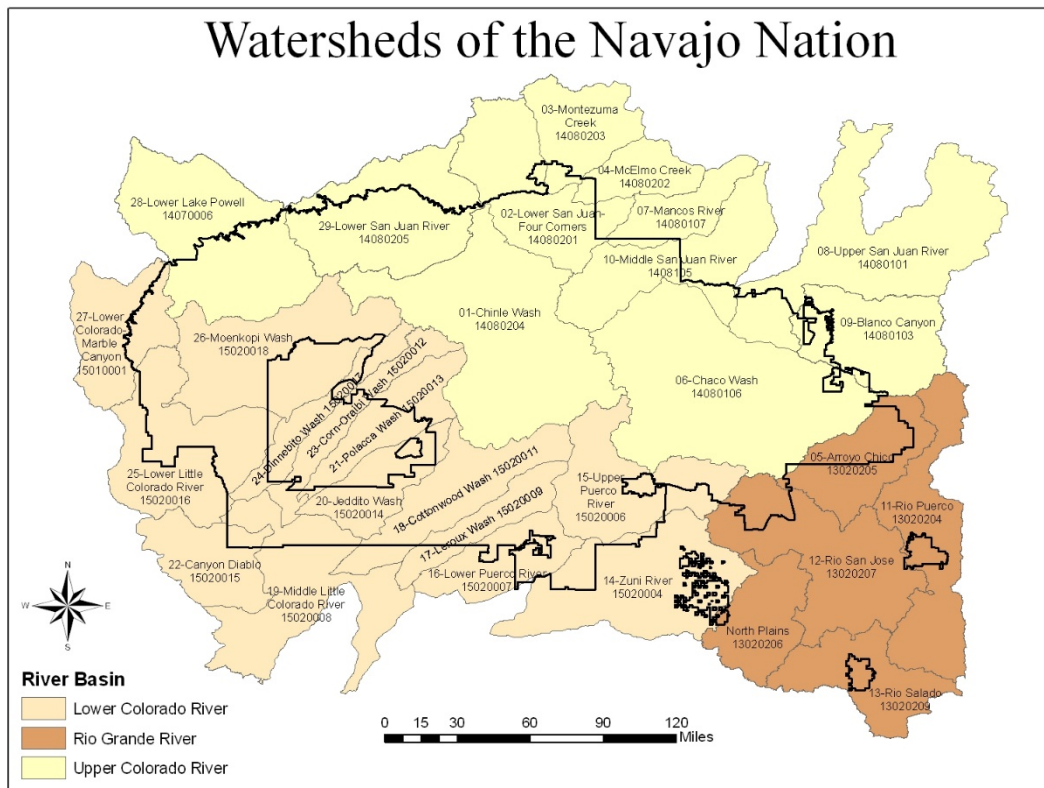 Watersheds of the Navajo Nation
03-Montezuma
Creek
14080203
04-McElmo Creek
14080202
28-Lower Lake Powell
14070006
29-Lower San Juan River
14080205
02-Lower San Juan-
Four Corners
14080201
07-Mancos River
14080107
10-Middle San Juan River
1408105
08-Upper San Juan River
14080101
27-Lower
Colorado-
Marble
Canyon
15010001
26-Moenkopi Wash
15020018
01-Chinle Wash
14080204
09-Blanco Canyon
14080103
06-Chaco Wash
14080106
24-Dinnebito Wash 15020017
23-Corn-Oraibi Wash 15020012
21-Polacca Wash 15020013
25-Lower Little
Colorado River
15020016
20-Jeddito Wash
15020014
18-Cottonwood Wash 15020011
17-Leroux Wash 15020009
15-Upper
Puerco
River
15020006
05-Arroyo Chico
13020205
11-Rio Puerco
13020204
22-Canyon Diablo
15020015
19-Middle Little
Colorado River
15020008
16-Lower Puerco River
15020007
14-Zuni River
15020004
12-Rio San Jose
13020207
North Plains
13020206
13-Rio Salado
13020209
N
W
E
S
River Basin
Lower Colorado River
Rio Grande River
Upper Colorado River
0 15 30 60 90 120
Miles